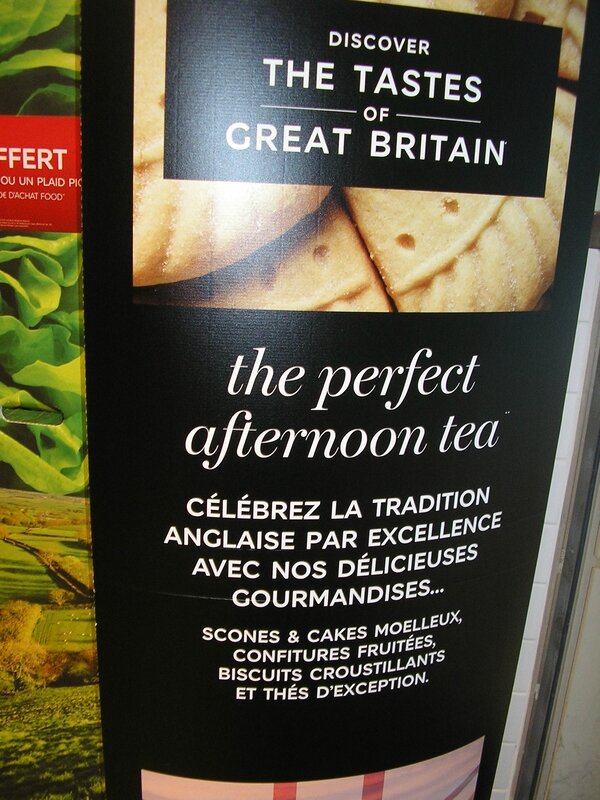 DISCOVER
THE TASTES
OF
GREAT BRITAIN
the perfect
afternoon tea
CÉLÉBREZ LA TRADITION
ANGLAISE PAR EXCELLENCE
AVEC NOS DÉLICIEUSES
GOURMANDISES...
SCONES & CAKES MOELLEUX,
CONFITURES FRUITÉES,
BISCUITS CROUSTILLANTS
ET THÉS D'EXCEPTION.
FFERT
OU UN PLAID PIC
D'ACHAT FOOD*